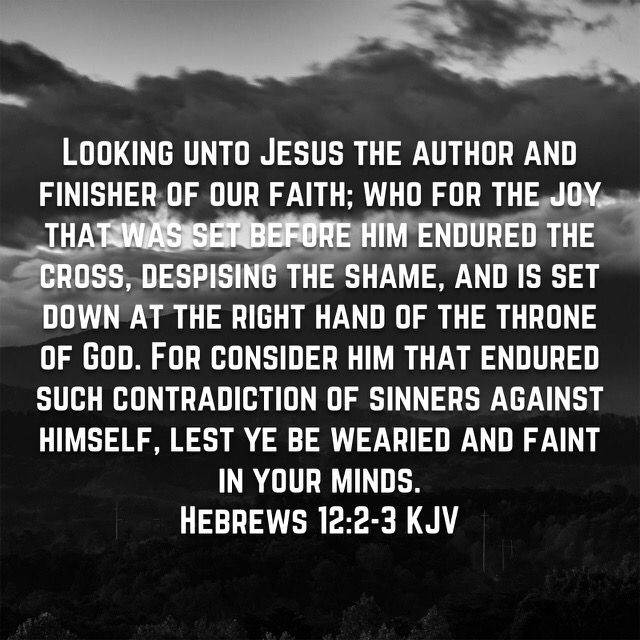 Looking unto Jesus the author and
finisher of our faith; who for the joy
that was set before him endured the
cross, despising the shame, and is set
down at the right hand of the throne
of God. For consider him that endured
such contradiction of sinners against
himself, lest ye be wearied and faint
in your minds.
Hebrews 12:2-3 KJV